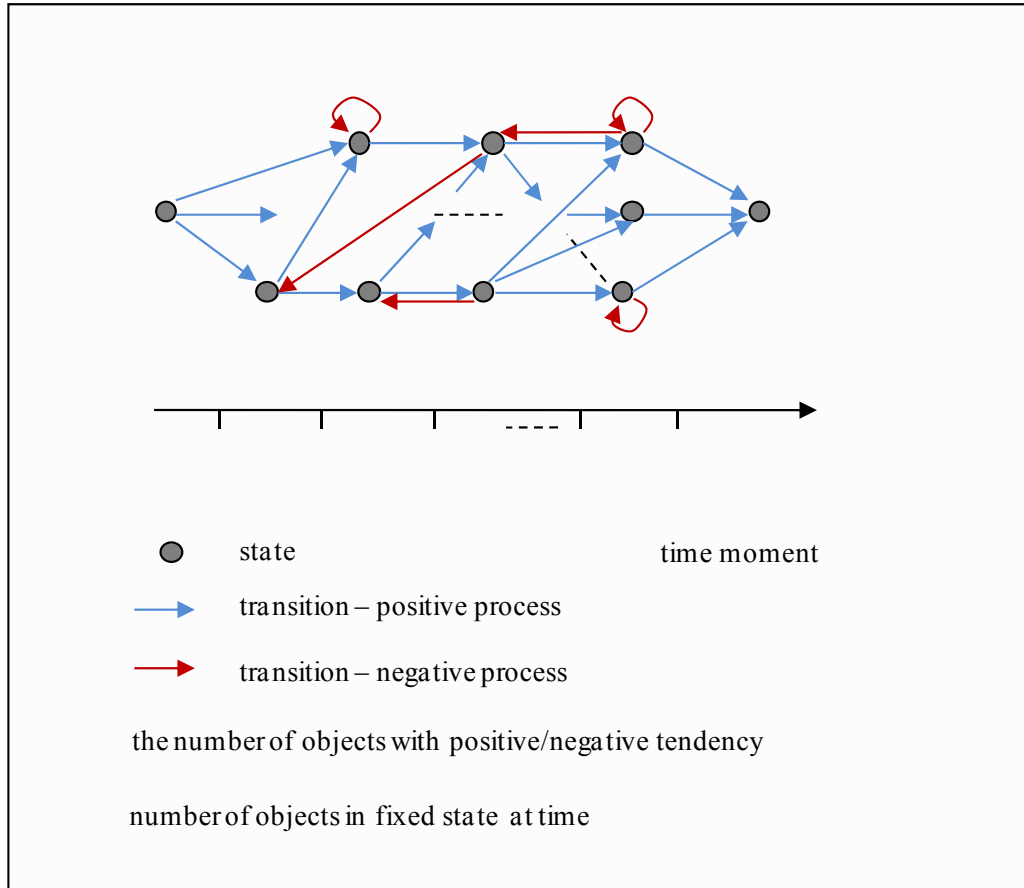 state
time moment
transition – positive process
transition – negative process
the number of objects with positive/negative tendency
number of objects in fixed state at time